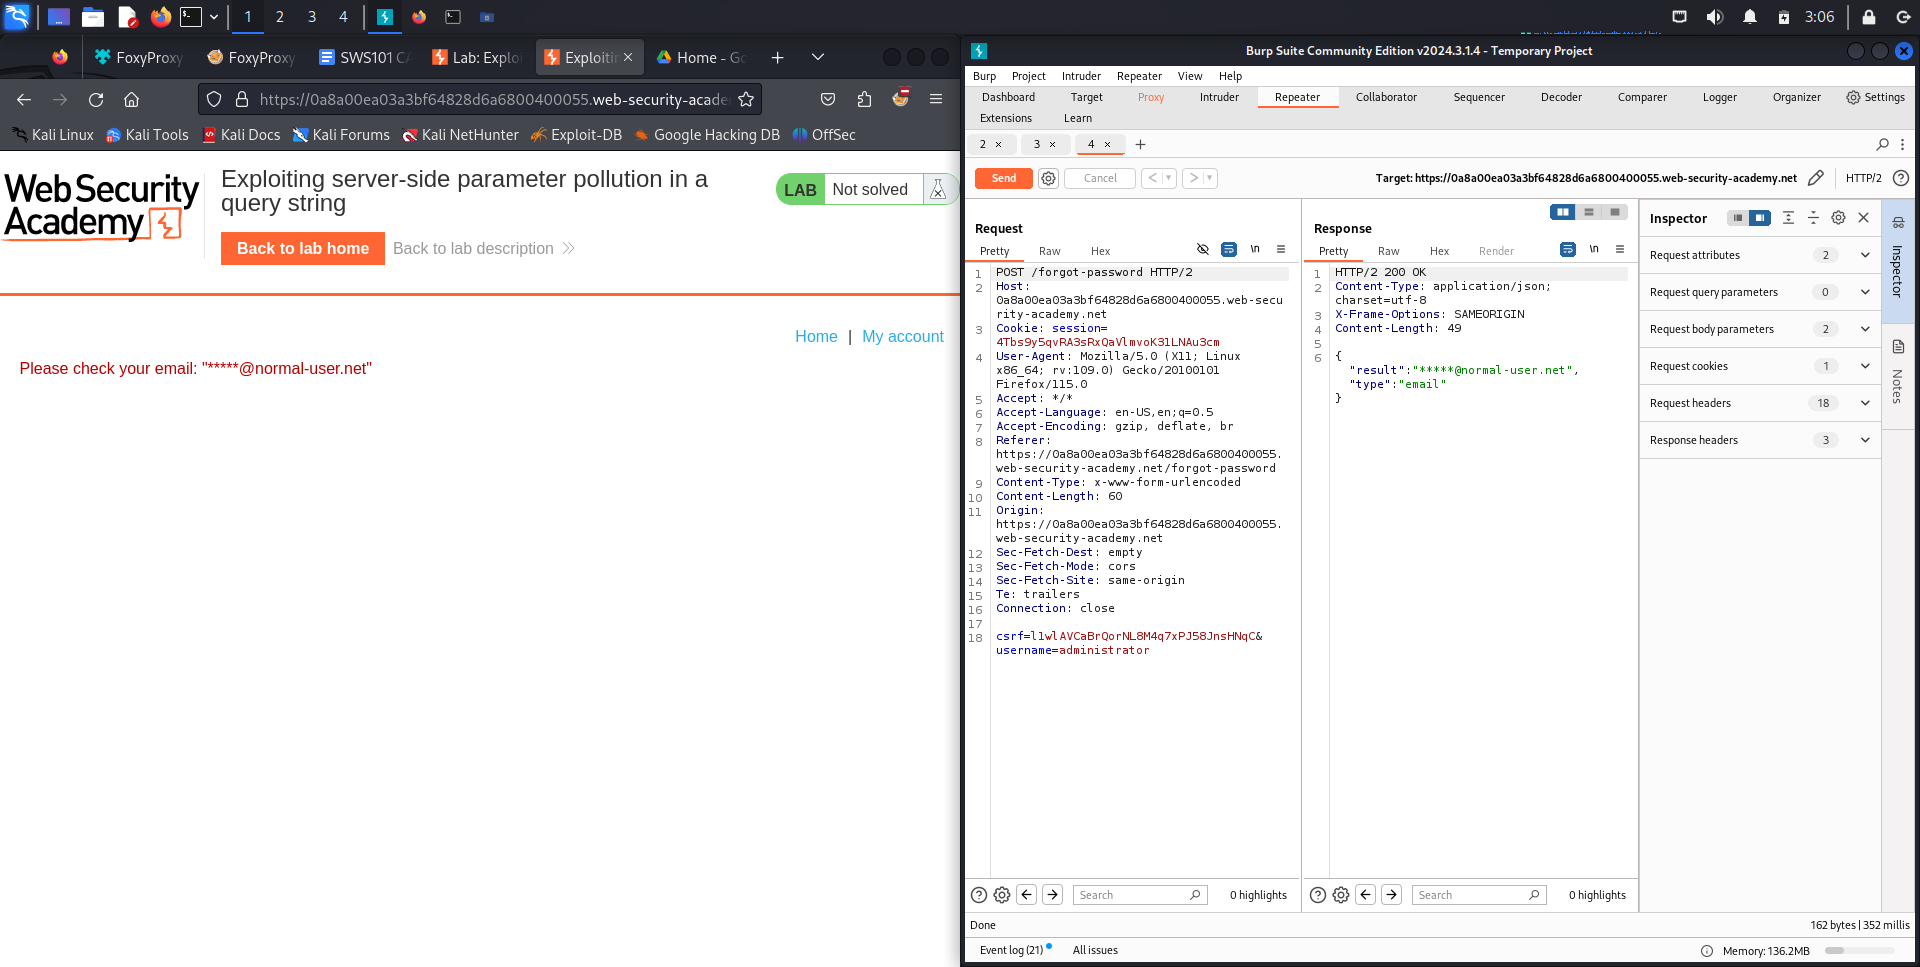 1 2 3 4
3:06
FoxyProxy
FoxyProxy
SWS101 CA
Lab: Exploi
Exploitin
Home - Go
https://0a8a00ea03a3bf64828d6a6800400055.web-security-acade
Kali Linux Kali Tools Kali Docs Kali Forums Kali NetHunter Exploit-DB Google Hacking DB OffSec
WebSecurity
Academy
Exploiting server-side parameter pollution in a
query string
LAB Not solved
Back to lab home
Back to lab description
Home | My account
Please check your email: "*****@normal-user.net"
Burp Suite Community Edition v2024.3.1.4 - Temporary Project
Burp Project Intruder Repeater View Help
Dashboard Target Proxy Intruder Repeater Collaborator Sequencer Decoder Comparer Logger Organizer Settings
Extensions Learn
2 × 3 × 4 × +
Send Cancel < >
Target: https://0a8a00ea03a3bf64828d6a6800400055.web-security-academy.net HTTP/2
Request
Pretty Raw Hex \n
1 POST /forgot-password HTTP/2
2 Host:
0a8a00ea03a3bf64828d6a6800400055.web-secu
rity-academy.net
3 Cookie: session=
4Tbs9y5qvRA3sRxQaVlmvoK31LNAu3cm
4 User-Agent: Mozilla/5.0 (X11; Linux
x86_64; rv:109.0) Gecko/20100101
Firefox/115.0
5 Accept: */*
6 Accept-Language: en-US,en;q=0.5
7 Accept-Encoding: gzip, deflate, br
8 Referer:
https://0a8a00ea03a3bf64828d6a6800400055.
web-security-academy.net/forgot-password
9 Content-Type: x-www-form-urlencoded
10 Content-Length: 60
11 Origin:
https://0a8a00ea03a3bf64828d6a6800400055.
web-security-academy.net
12 Sec-Fetch-Dest: empty
13 Sec-Fetch-Mode: cors
14 Sec-Fetch-Site: same-origin
15 Te: trailers
16 Connection: close
17
18 csrf=l1wlAVCaBrQorNL8M4q7xPJ58JnsHNqC&
username=administrator
Search 0 highlights
Response
Pretty Raw Hex Render \n
1 HTTP/2 200 OK
2 Content-Type: application/json;
charset=utf-8
3 X-Frame-Options: SAMEORIGIN
4 Content-Length: 49
5
6 {
"result":"*****@normal-user.net",
"type":"email"
}
Search 0 highlights
Inspector
Request attributes 2
Request query parameters 0
Request body parameters 2
Request cookies 1
Request headers 18
Response headers 3
Inspector
Notes
Done
162 bytes | 352 millis
Event log (21) All issues
Memory: 136.2MB